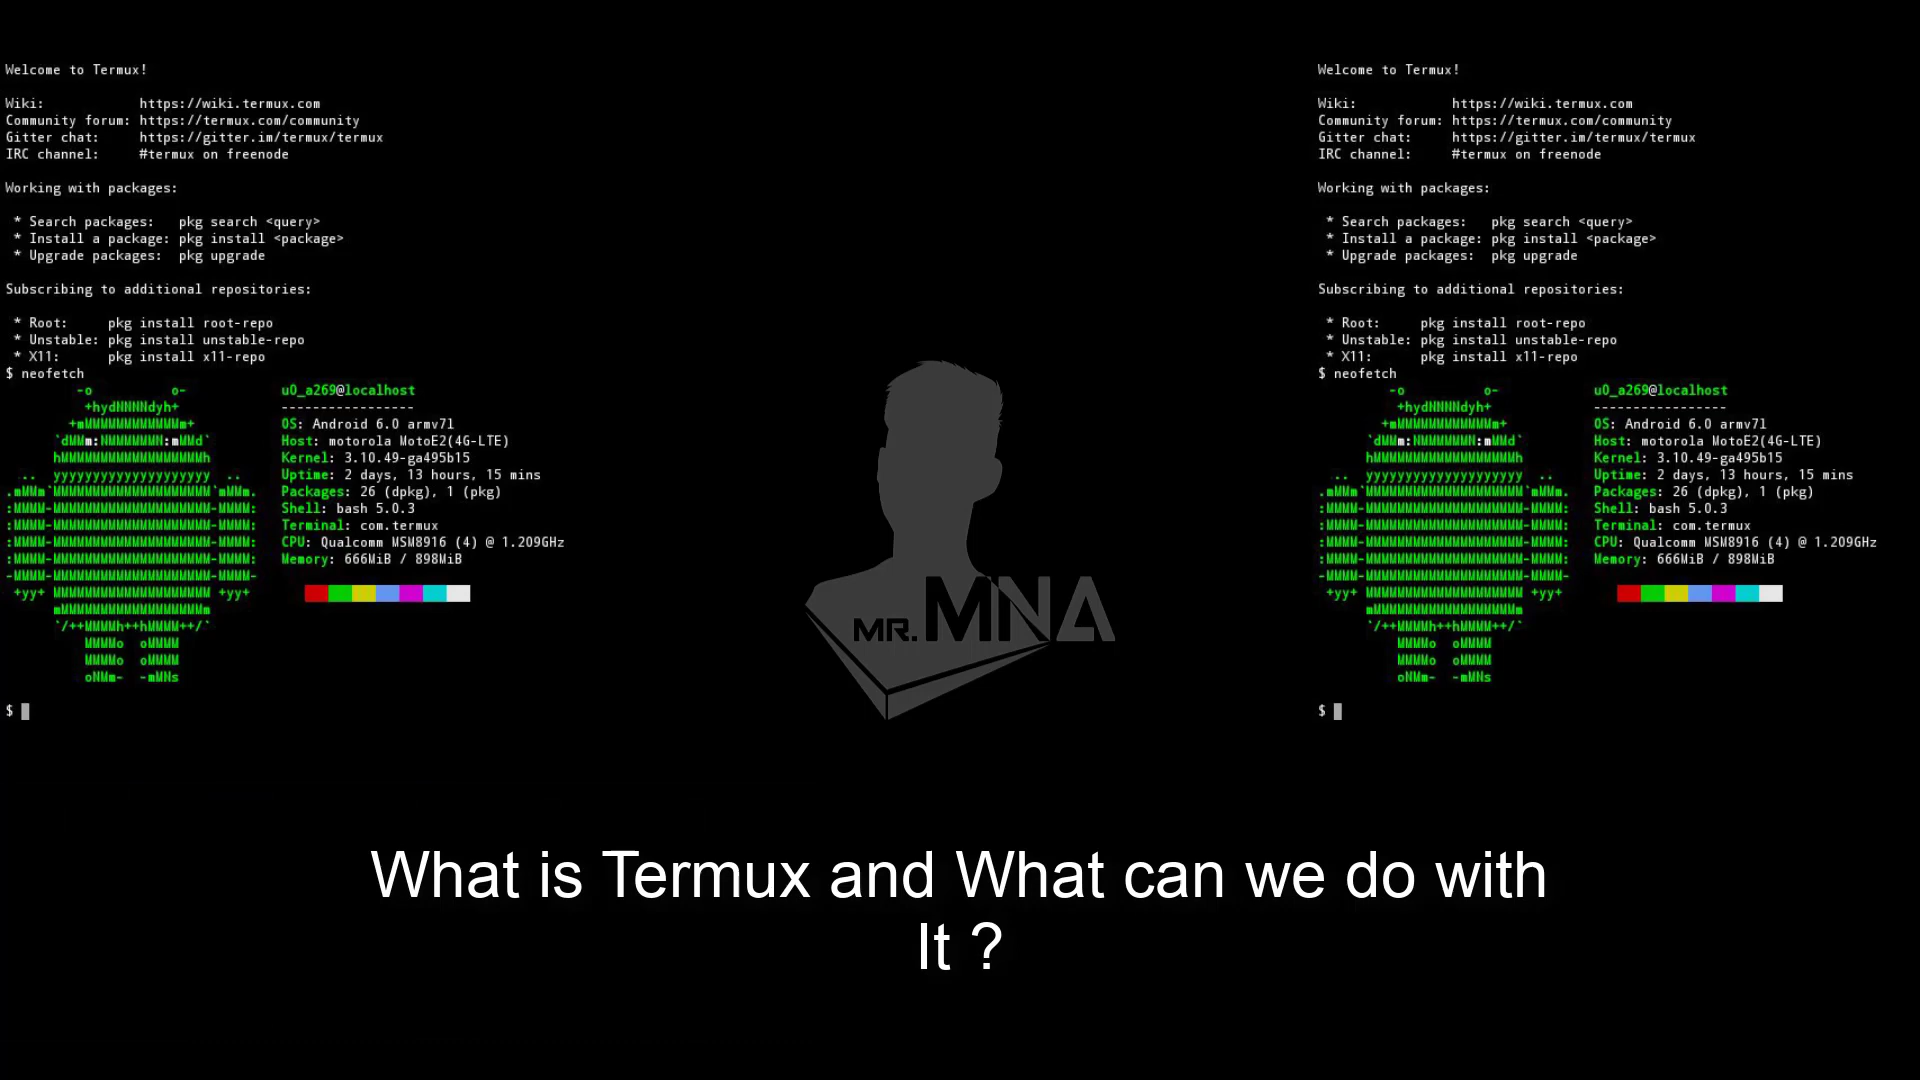 Welcome to Termux!
Wiki:            https://wiki.termux.com
Community forum: https://termux.com/community
Gitter chat:     https://gitter.im/termux/termux
IRC channel:     #termux on freenode
Working with packages:
 * Search packages:   pkg search <query>
 * Install a package: pkg install <package>
 * Upgrade packages:  pkg upgrade
Subscribing to additional repositories:
 * Root:     pkg install root-repo
 * Unstable: pkg install unstable-repo
 * X11:      pkg install x11-repo
$ neofetch
u0_a269@localhost
-----------------
OS: Android 6.0 armv7l
Host: motorola MotoE2(4G-LTE)
Kernel: 3.10.49-ga495b15
Uptime: 2 days, 13 hours, 15 mins
Packages: 26 (dpkg), 1 (pkg)
Shell: bash 5.0.3
Terminal: com.termux
CPU: Qualcomm MSM8916 (4) @ 1.209GHz
Memory: 666MiB / 898MiB
$
MR.MNA
Welcome to Termux!
Wiki:            https://wiki.termux.com
Community forum: https://termux.com/community
Gitter chat:     https://gitter.im/termux/termux
IRC channel:     #termux on freenode
Working with packages:
 * Search packages:   pkg search <query>
 * Install a package: pkg install <package>
 * Upgrade packages:  pkg upgrade
Subscribing to additional repositories:
 * Root:     pkg install root-repo
 * Unstable: pkg install unstable-repo
 * X11:      pkg install x11-repo
$ neofetch
u0_a269@localhost
-----------------
OS: Android 6.0 armv7l
Host: motorola MotoE2(4G-LTE)
Kernel: 3.10.49-ga495b15
Uptime: 2 days, 13 hours, 15 mins
Packages: 26 (dpkg), 1 (pkg)
Shell: bash 5.0.3
Terminal: com.termux
CPU: Qualcomm MSM8916 (4) @ 1.209GHz
Memory: 666MiB / 898MiB
$
What is Termux and What can we do with
It ?